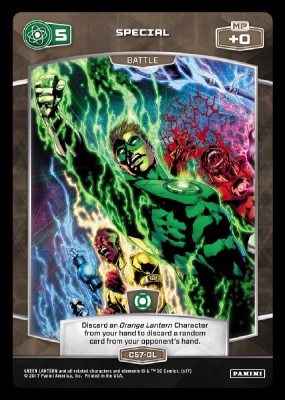 5
SPECIAL
MP
+0
BATTLE
Discard an Orange Lantern Character
from your hand to discard a random
card from your opponent's hand.
C57-GL
GREEN LANTERN and all related characters and elements © & ™ DC Comics. (s17)
© 2017 Panini America, Inc. Printed in the USA.
PANINI